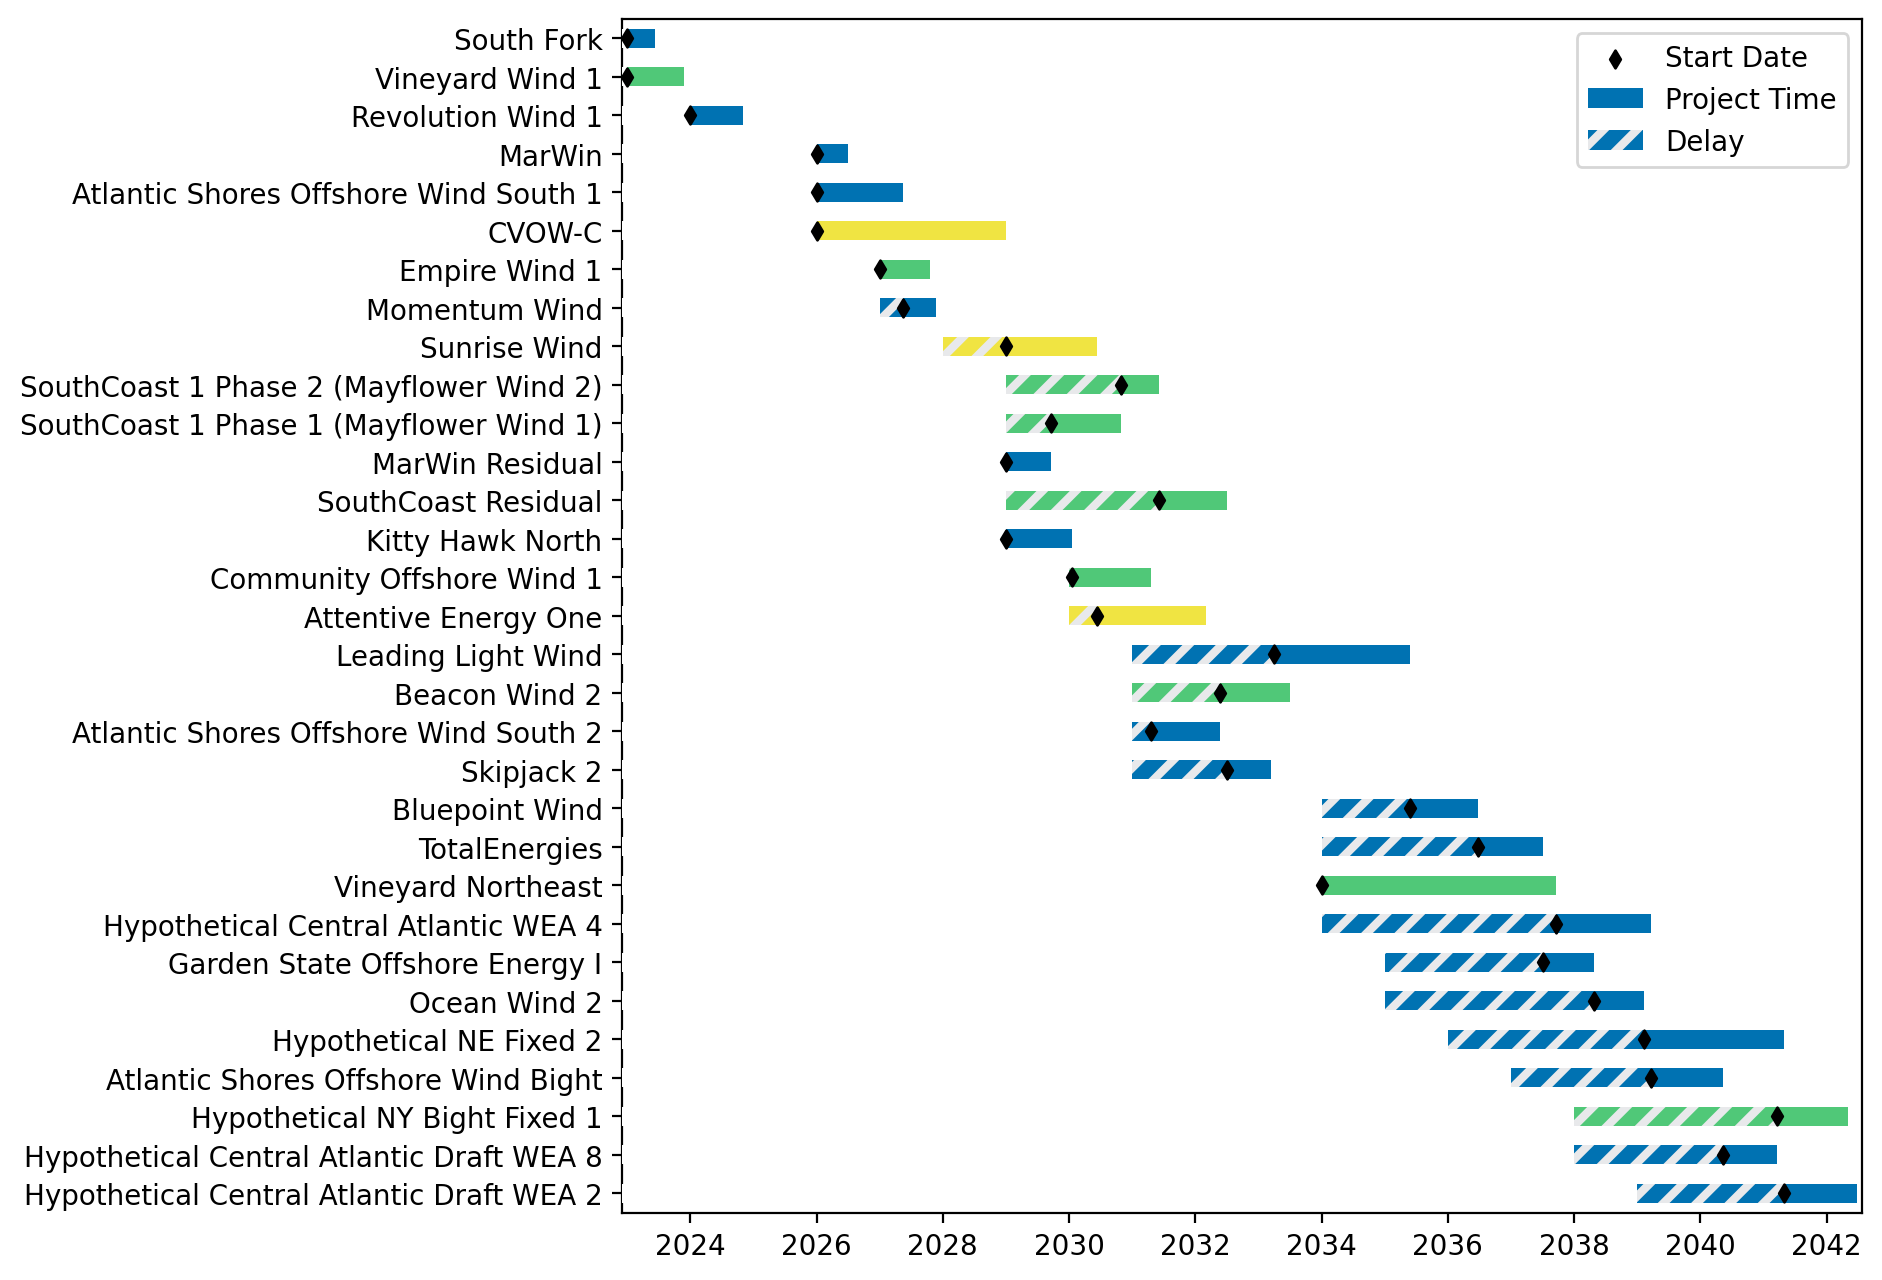 South Fork
Vineyard Wind 1
Revolution Wind 1
MarWin
Atlantic Shores Offshore Wind South 1
CVOW-C
Empire Wind 1
Momentum Wind
Sunrise Wind
SouthCoast 1 Phase 2 (Mayflower Wind 2)
SouthCoast 1 Phase 1 (Mayflower Wind 1)
MarWin Residual
SouthCoast Residual
Kitty Hawk North
Community Offshore Wind 1
Attentive Energy One
Leading Light Wind
Beacon Wind 2
Atlantic Shores Offshore Wind South 2
Skipjack 2
Bluepoint Wind
TotalEnergies
Vineyard Northeast
Hypothetical Central Atlantic WEA 4
Garden State Offshore Energy I
Ocean Wind 2
Hypothetical NE Fixed 2
Atlantic Shores Offshore Wind Bight
Hypothetical NY Bight Fixed 1
Hypothetical Central Atlantic Draft WEA 8
Hypothetical Central Atlantic Draft WEA 2
Start Date
Project Time
Delay
2024 2026 2028 2030 2032 2034 2036 2038 2040 2042